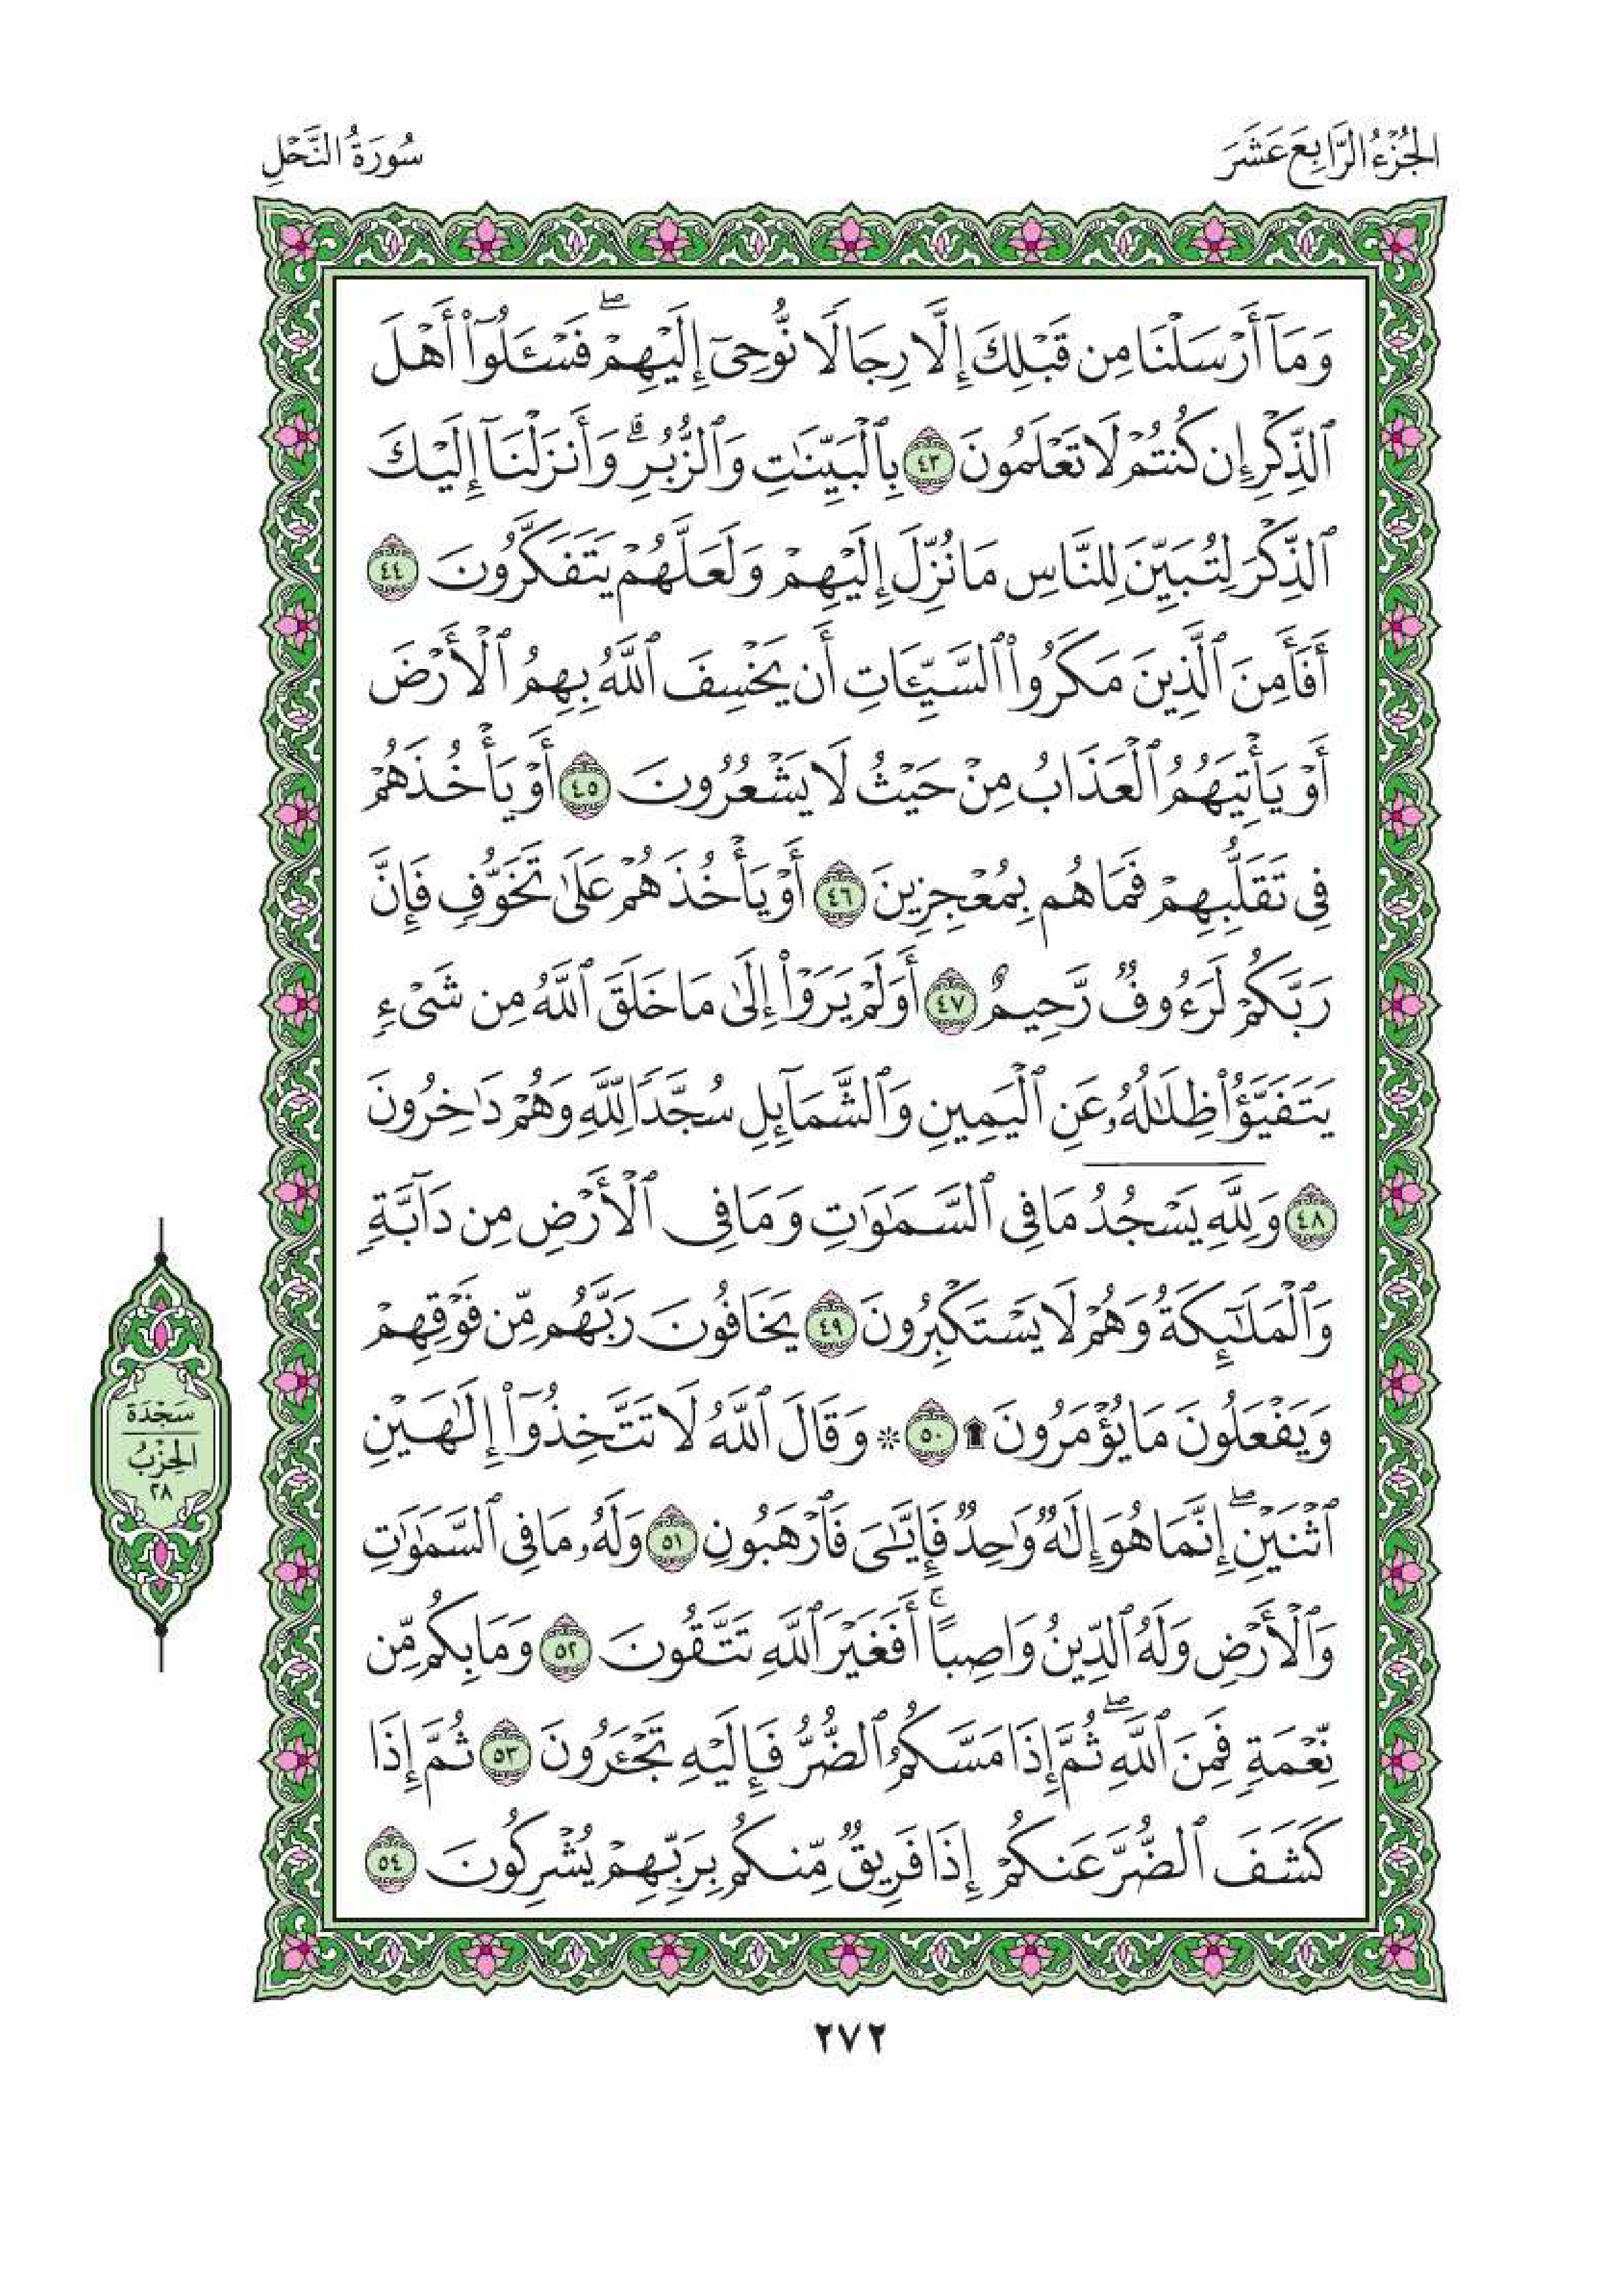 الجُزْءُ الرَّابِعَ عَشَرَ
سُورَةُ النَّحْلِ
وَمَآ أَرْسَلْنَا مِن قَبْلِكَ إِلَّا رِجَالًا نُّوحِىٓ إِلَيْهِمْ ۖ فَسْـَٔلُوٓا۟ أَهْلَ
ٱلذِّكْرِ إِن كُنتُمْ لَا تَعْلَمُونَ ٤٣ بِٱلْبَيِّنَـٰتِ وَٱلزُّبُرِ ۗ وَأَنزَلْنَآ إِلَيْكَ
ٱلذِّكْرَ لِتُبَيِّنَ لِلنَّاسِ مَا نُزِّلَ إِلَيْهِمْ وَلَعَلَّهُمْ يَتَفَكَّرُونَ ٤٤
أَفَأَمِنَ ٱلَّذِينَ مَكَرُوا۟ ٱلسَّيِّـَٔاتِ أَن يَخْسِفَ ٱللَّهُ بِهِمُ ٱلْأَرْضَ
أَوْ يَأْتِيَهُمُ ٱلْعَذَابُ مِنْ حَيْثُ لَا يَشْعُرُونَ ٤٥ أَوْ يَأْخُذَهُمْ
فِى تَقَلُّبِهِمْ فَمَا هُم بِمُعْجِزِينَ ٤٦ أَوْ يَأْخُذَهُمْ عَلَىٰ تَخَوُّفٍ فَإِنَّ
رَبَّكُمْ لَرَءُوفٌ رَّحِيمٌ ٤٧ أَوَلَمْ يَرَوْا۟ إِلَىٰ مَا خَلَقَ ٱللَّهُ مِن شَىْءٍ
يَتَفَيَّؤُا۟ ظِلَـٰلُهُۥ عَنِ ٱلْيَمِينِ وَٱلشَّمَآئِلِ سُجَّدًا لِّلَّهِ وَهُمْ دَٰخِرُونَ
٤٨ وَلِلَّهِ يَسْجُدُ مَا فِى ٱلسَّمَـٰوَٰتِ وَمَا فِى ٱلْأَرْضِ مِن دَآبَّةٍ
وَٱلْمَلَـٰٓئِكَةُ وَهُمْ لَا يَسْتَكْبِرُونَ ٤٩ يَخَافُونَ رَبَّهُم مِّن فَوْقِهِمْ
وَيَفْعَلُونَ مَا يُؤْمَرُونَ ۩ ٥٠ * وَقَالَ ٱللَّهُ لَا تَتَّخِذُوٓا۟ إِلَـٰهَيْنِ
ٱثْنَيْنِ ۖ إِنَّمَا هُوَ إِلَـٰهٌ وَٰحِدٌ فَإِيَّـٰىَ فَٱرْهَبُونِ ٥١ وَلَهُۥ مَا فِى ٱلسَّمَـٰوَٰتِ
وَٱلْأَرْضِ وَلَهُ ٱلدِّينُ وَاصِبًا ۚ أَفَغَيْرَ ٱللَّهِ تَتَّقُونَ ٥٢ وَمَا بِكُم مِّن
نِّعْمَةٍ فَمِنَ ٱللَّهِ ۖ ثُمَّ إِذَا مَسَّكُمُ ٱلضُّرُّ فَإِلَيْهِ تَجْـَٔرُونَ ٥٣ ثُمَّ إِذَا
كَشَفَ ٱلضُّرَّ عَنكُمْ إِذَا فَرِيقٌ مِّنكُم بِرَبِّهِمْ يُشْرِكُونَ ٥٤
سَجْدَة
الحِزْبُ
٢٨
٢٧٢